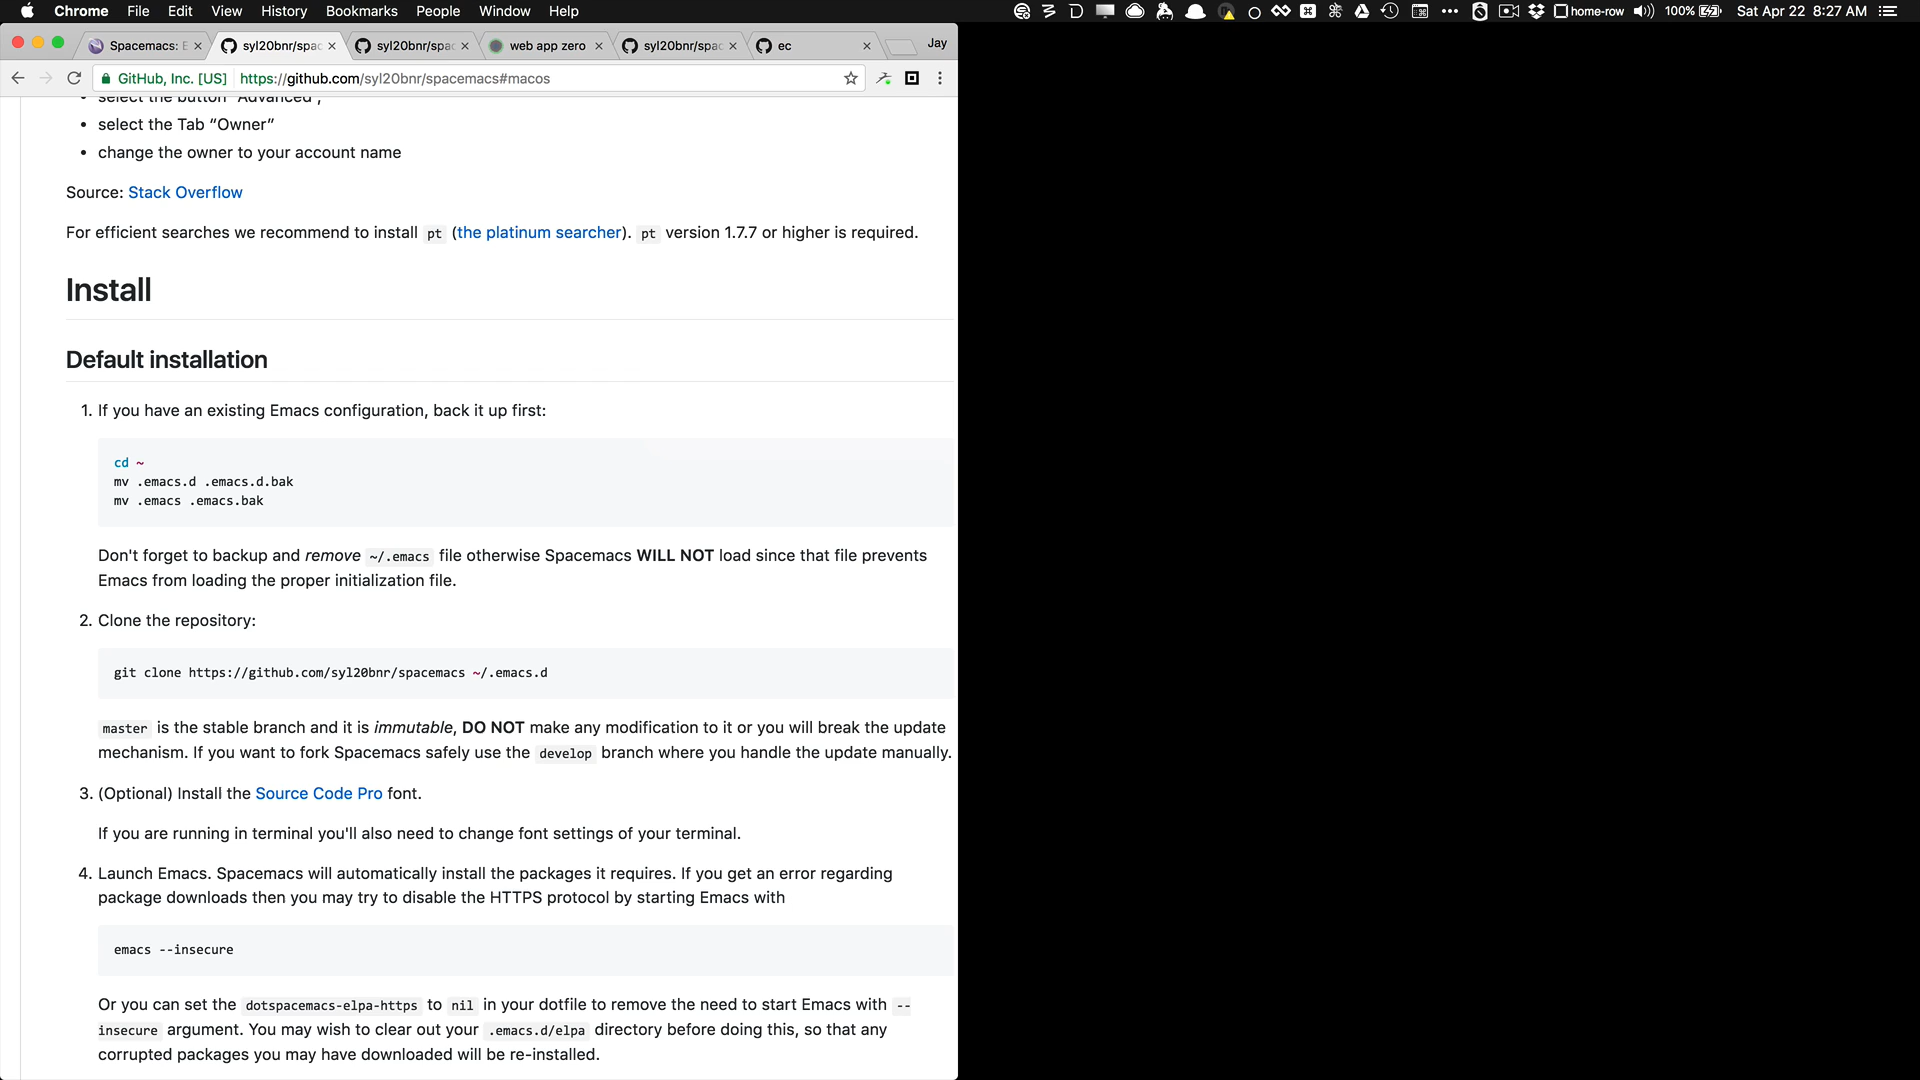 Chrome File Edit View History Bookmarks People Window Help
home-row 100% Sat Apr 22 8:27 AM
Spacemacs: E syl20bnr/spac syl20bnr/spac web app zero syl20bnr/spac ec Jay
GitHub, Inc. [US] https://github.com/syl20bnr/spacemacs#macos
• select the button “Advanced”,
• select the Tab “Owner”
• change the owner to your account name
Source: Stack Overflow
For efficient searches we recommend to install pt (the platinum searcher). pt version 1.7.7 or higher is required.
Install
Default installation
1. If you have an existing Emacs configuration, back it up first:
cd ~
mv .emacs.d .emacs.d.bak
mv .emacs .emacs.bak
Don't forget to backup and remove ~/.emacs file otherwise Spacemacs WILL NOT load since that file prevents
Emacs from loading the proper initialization file.
2. Clone the repository:
git clone https://github.com/syl20bnr/spacemacs ~/.emacs.d
master is the stable branch and it is immutable, DO NOT make any modification to it or you will break the update
mechanism. If you want to fork Spacemacs safely use the develop branch where you handle the update manually.
3. (Optional) Install the Source Code Pro font.
If you are running in terminal you'll also need to change font settings of your terminal.
4. Launch Emacs. Spacemacs will automatically install the packages it requires. If you get an error regarding
package downloads then you may try to disable the HTTPS protocol by starting Emacs with
emacs --insecure
Or you can set the dotspacemacs-elpa-https to nil in your dotfile to remove the need to start Emacs with --
insecure argument. You may wish to clear out your .emacs.d/elpa directory before doing this, so that any
corrupted packages you may have downloaded will be re-installed.